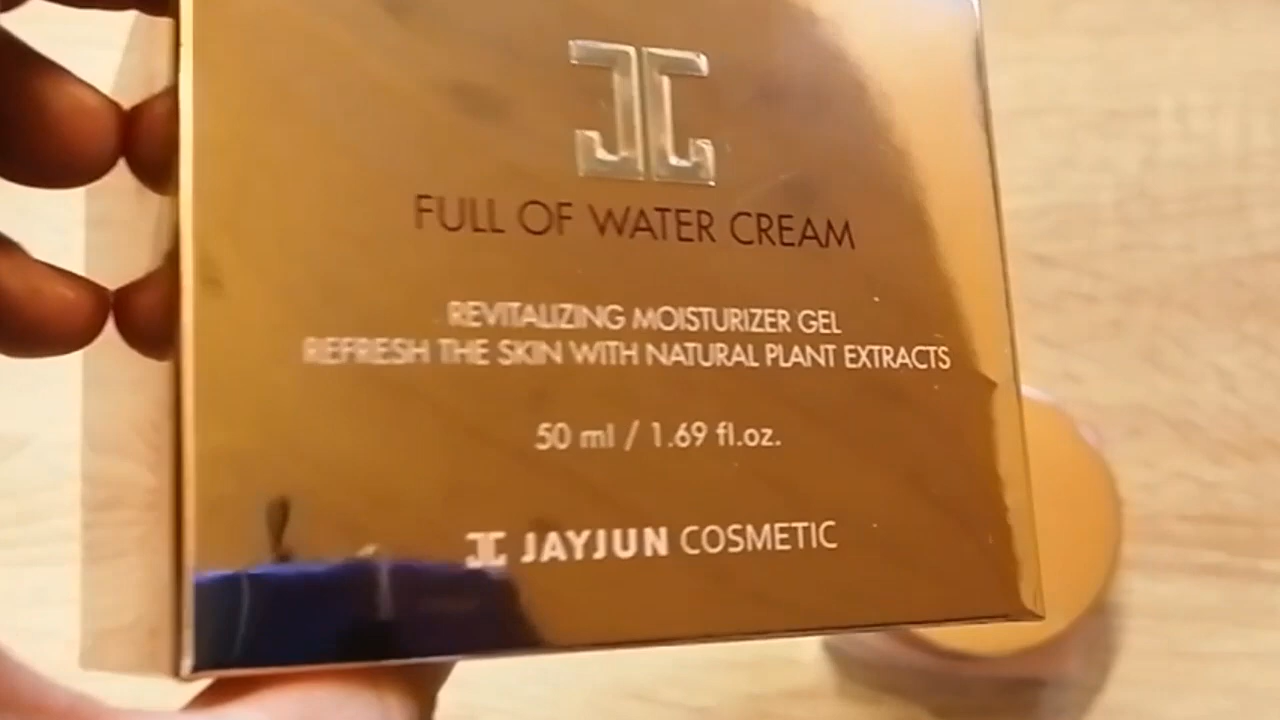 FULL OF WATER CREAM
REVITALIZING MOISTURIZER GEL
REFRESH THE SKIN WITH NATURAL PLANT EXTRACTS
50 ml / 1.69 fl.oz.
JAYJUN COSMETIC